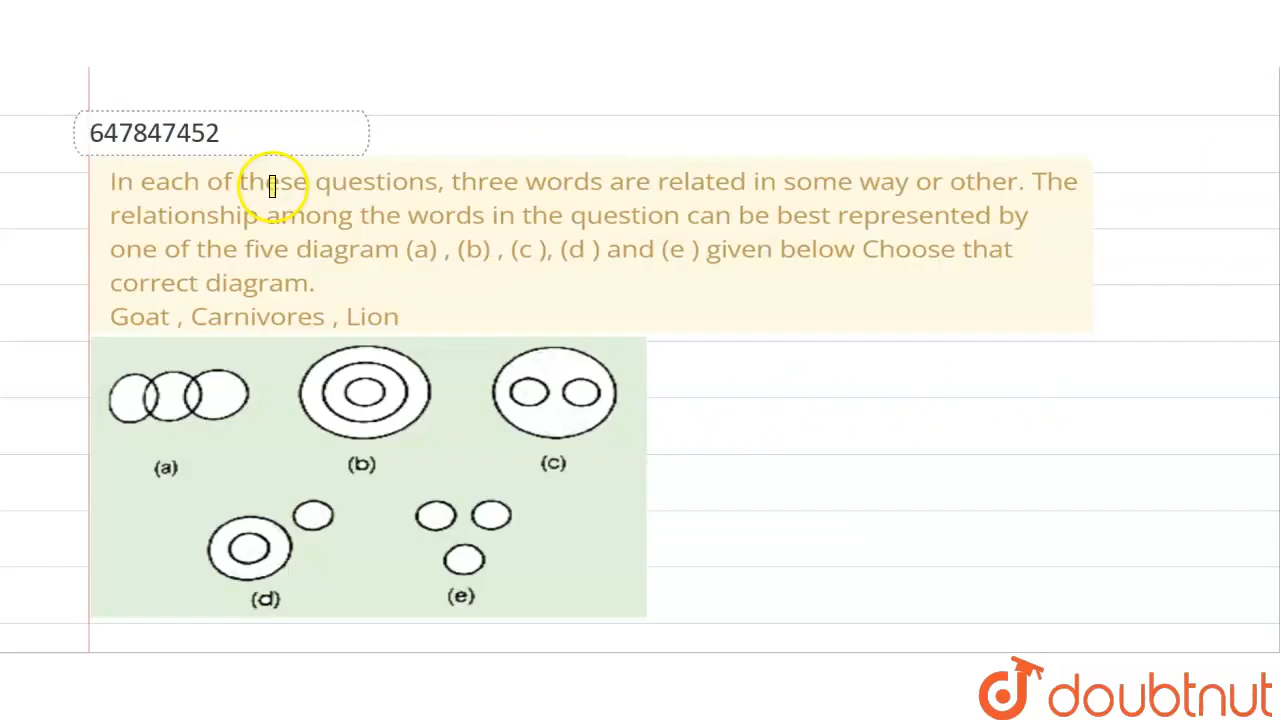 647847452
In each of these questions, three words are related in some way or other. The
relationship among the words in the question can be best represented by
one of the five diagram (a) , (b) , (c ), (d ) and (e ) given below Choose that
correct diagram.
Goat , Carnivores , Lion
(a)
(b)
(c)
(d)
(e)
doubtnut